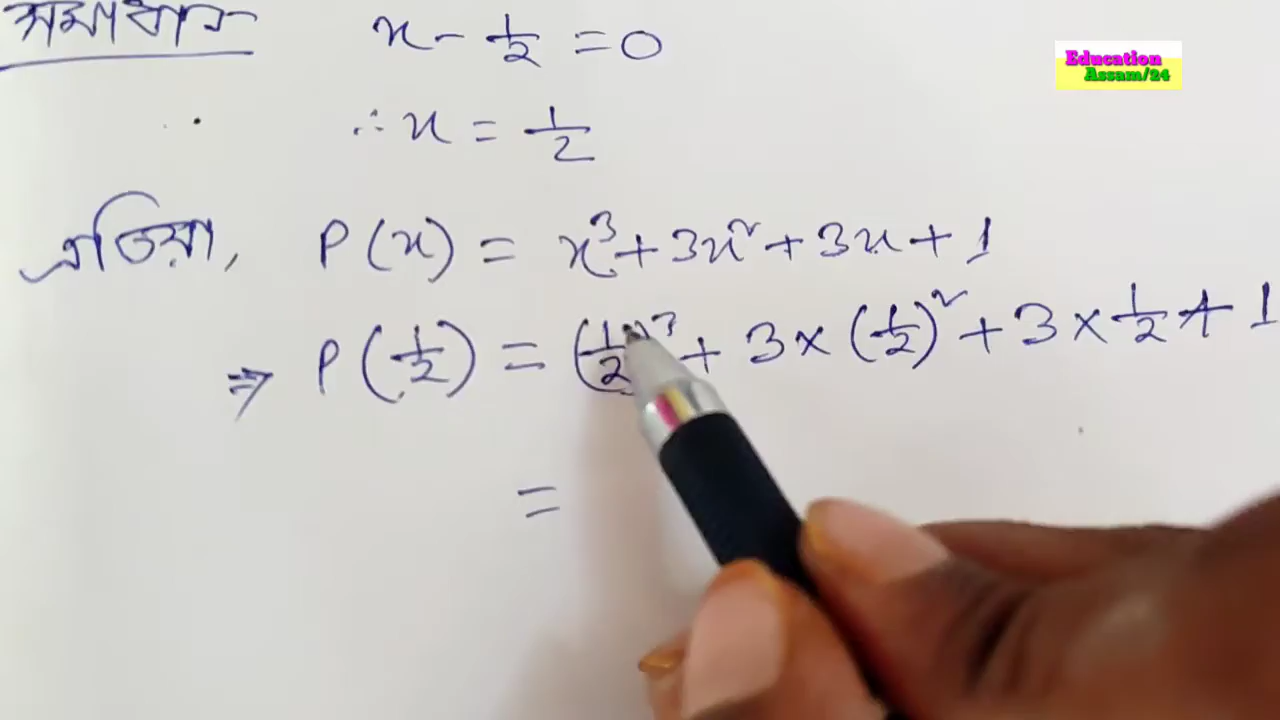 সমাধান
x - 1/2 = 0
Education
Assam/24
∴ x = 1/2
এতিয়া, P(x) = x³ + 3x² + 3x + 1
⇒ P(1/2) = (1/2)³ + 3 × (1/2)² + 3 × 1/2 + 1
=